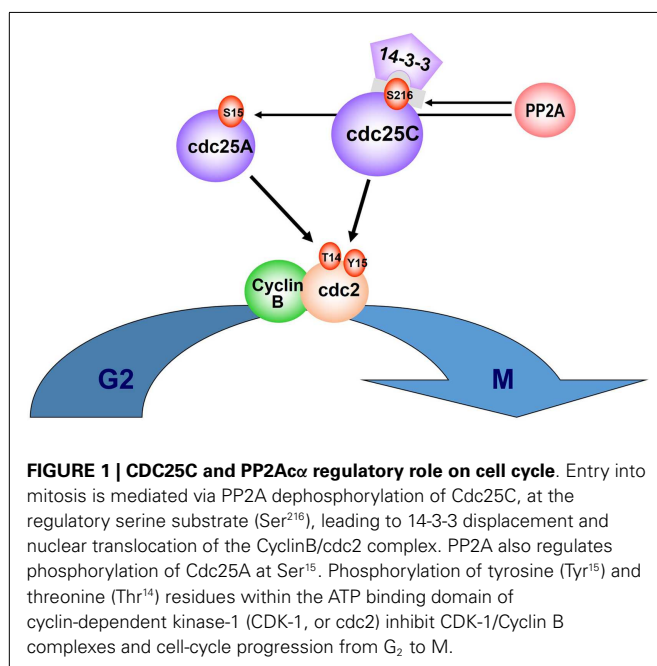 14-3-3
S216
PP2A
S15
cdc25C
cdc25A
T14
Y15
Cyclin
B
cdc2
G2
M
FIGURE 1 | CDC25C and PP2Acα regulatory role on cell cycle. Entry into
mitosis is mediated via PP2A dephosphorylation of Cdc25C, at the
regulatory serine substrate (Ser²¹⁶), leading to 14-3-3 displacement and
nuclear translocation of the CyclinB/cdc2 complex. PP2A also regulates
phosphorylation of Cdc25A at Ser¹⁵. Phosphorylation of tyrosine (Tyr¹⁵) and
threonine (Thr¹⁴) residues within the ATP binding domain of
cyclin-dependent kinase-1 (CDK-1, or cdc2) inhibit CDK-1/Cyclin B
complexes and cell-cycle progression from G₂ to M.